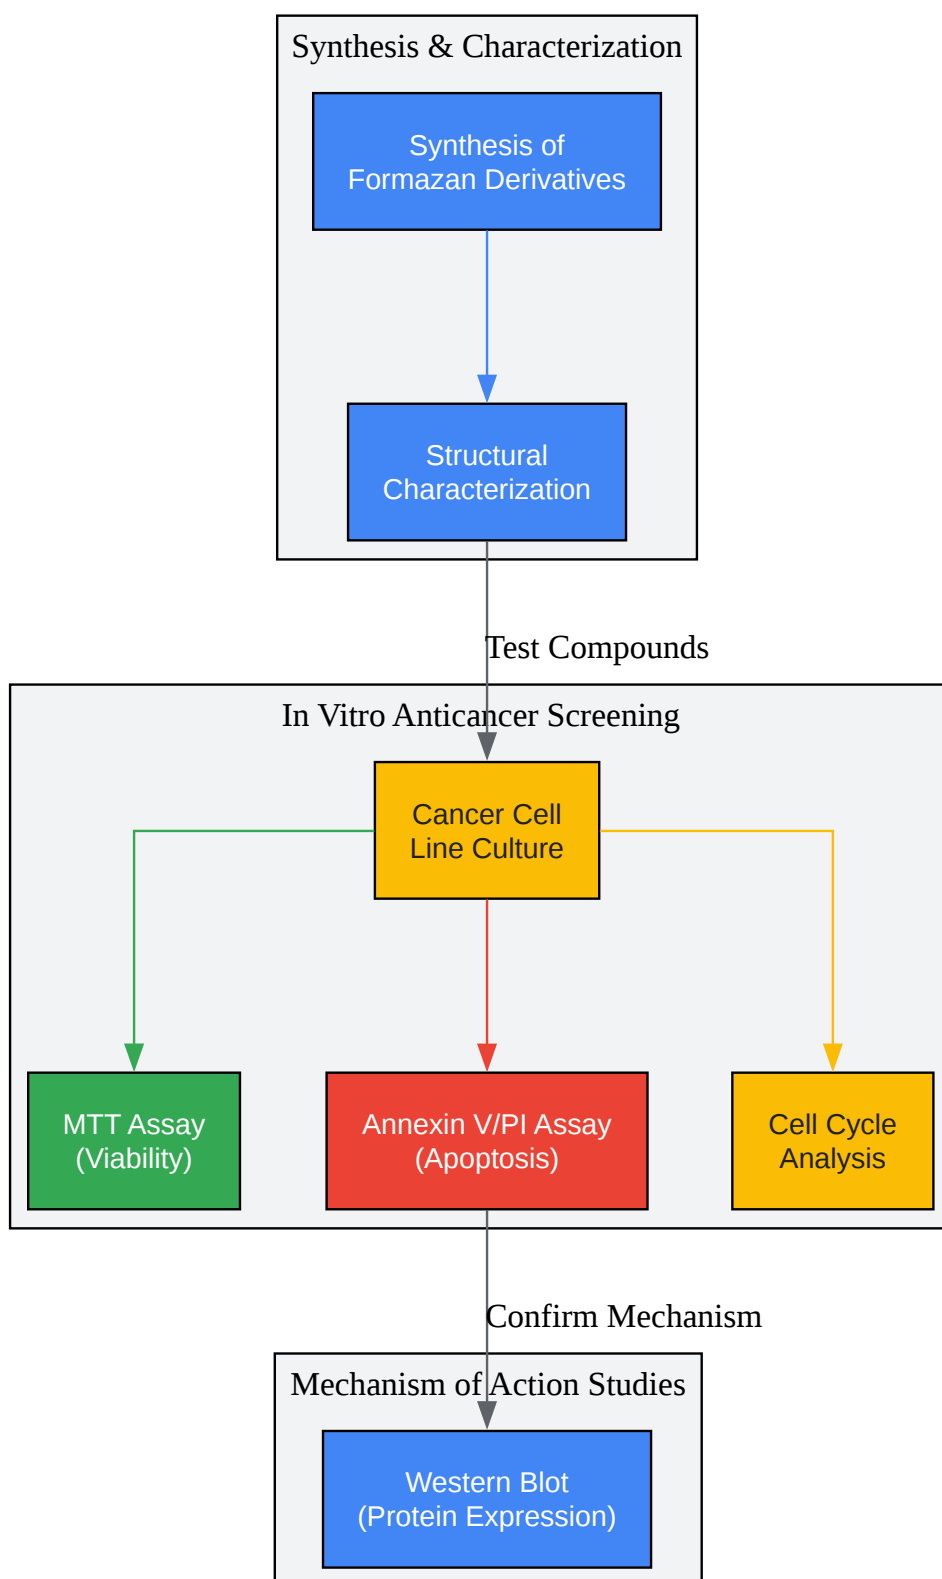 Synthesis & Characterization
Synthesis of
Formazan Derivatives
Structural
Characterization
Test Compounds
In Vitro Anticancer Screening
Cancer Cell
Line Culture
MTT Assay
(Viability)
Annexin V/PI Assay
(Apoptosis)
Cell Cycle
Analysis
Confirm Mechanism
Mechanism of Action Studies
Western Blot
(Protein Expression)